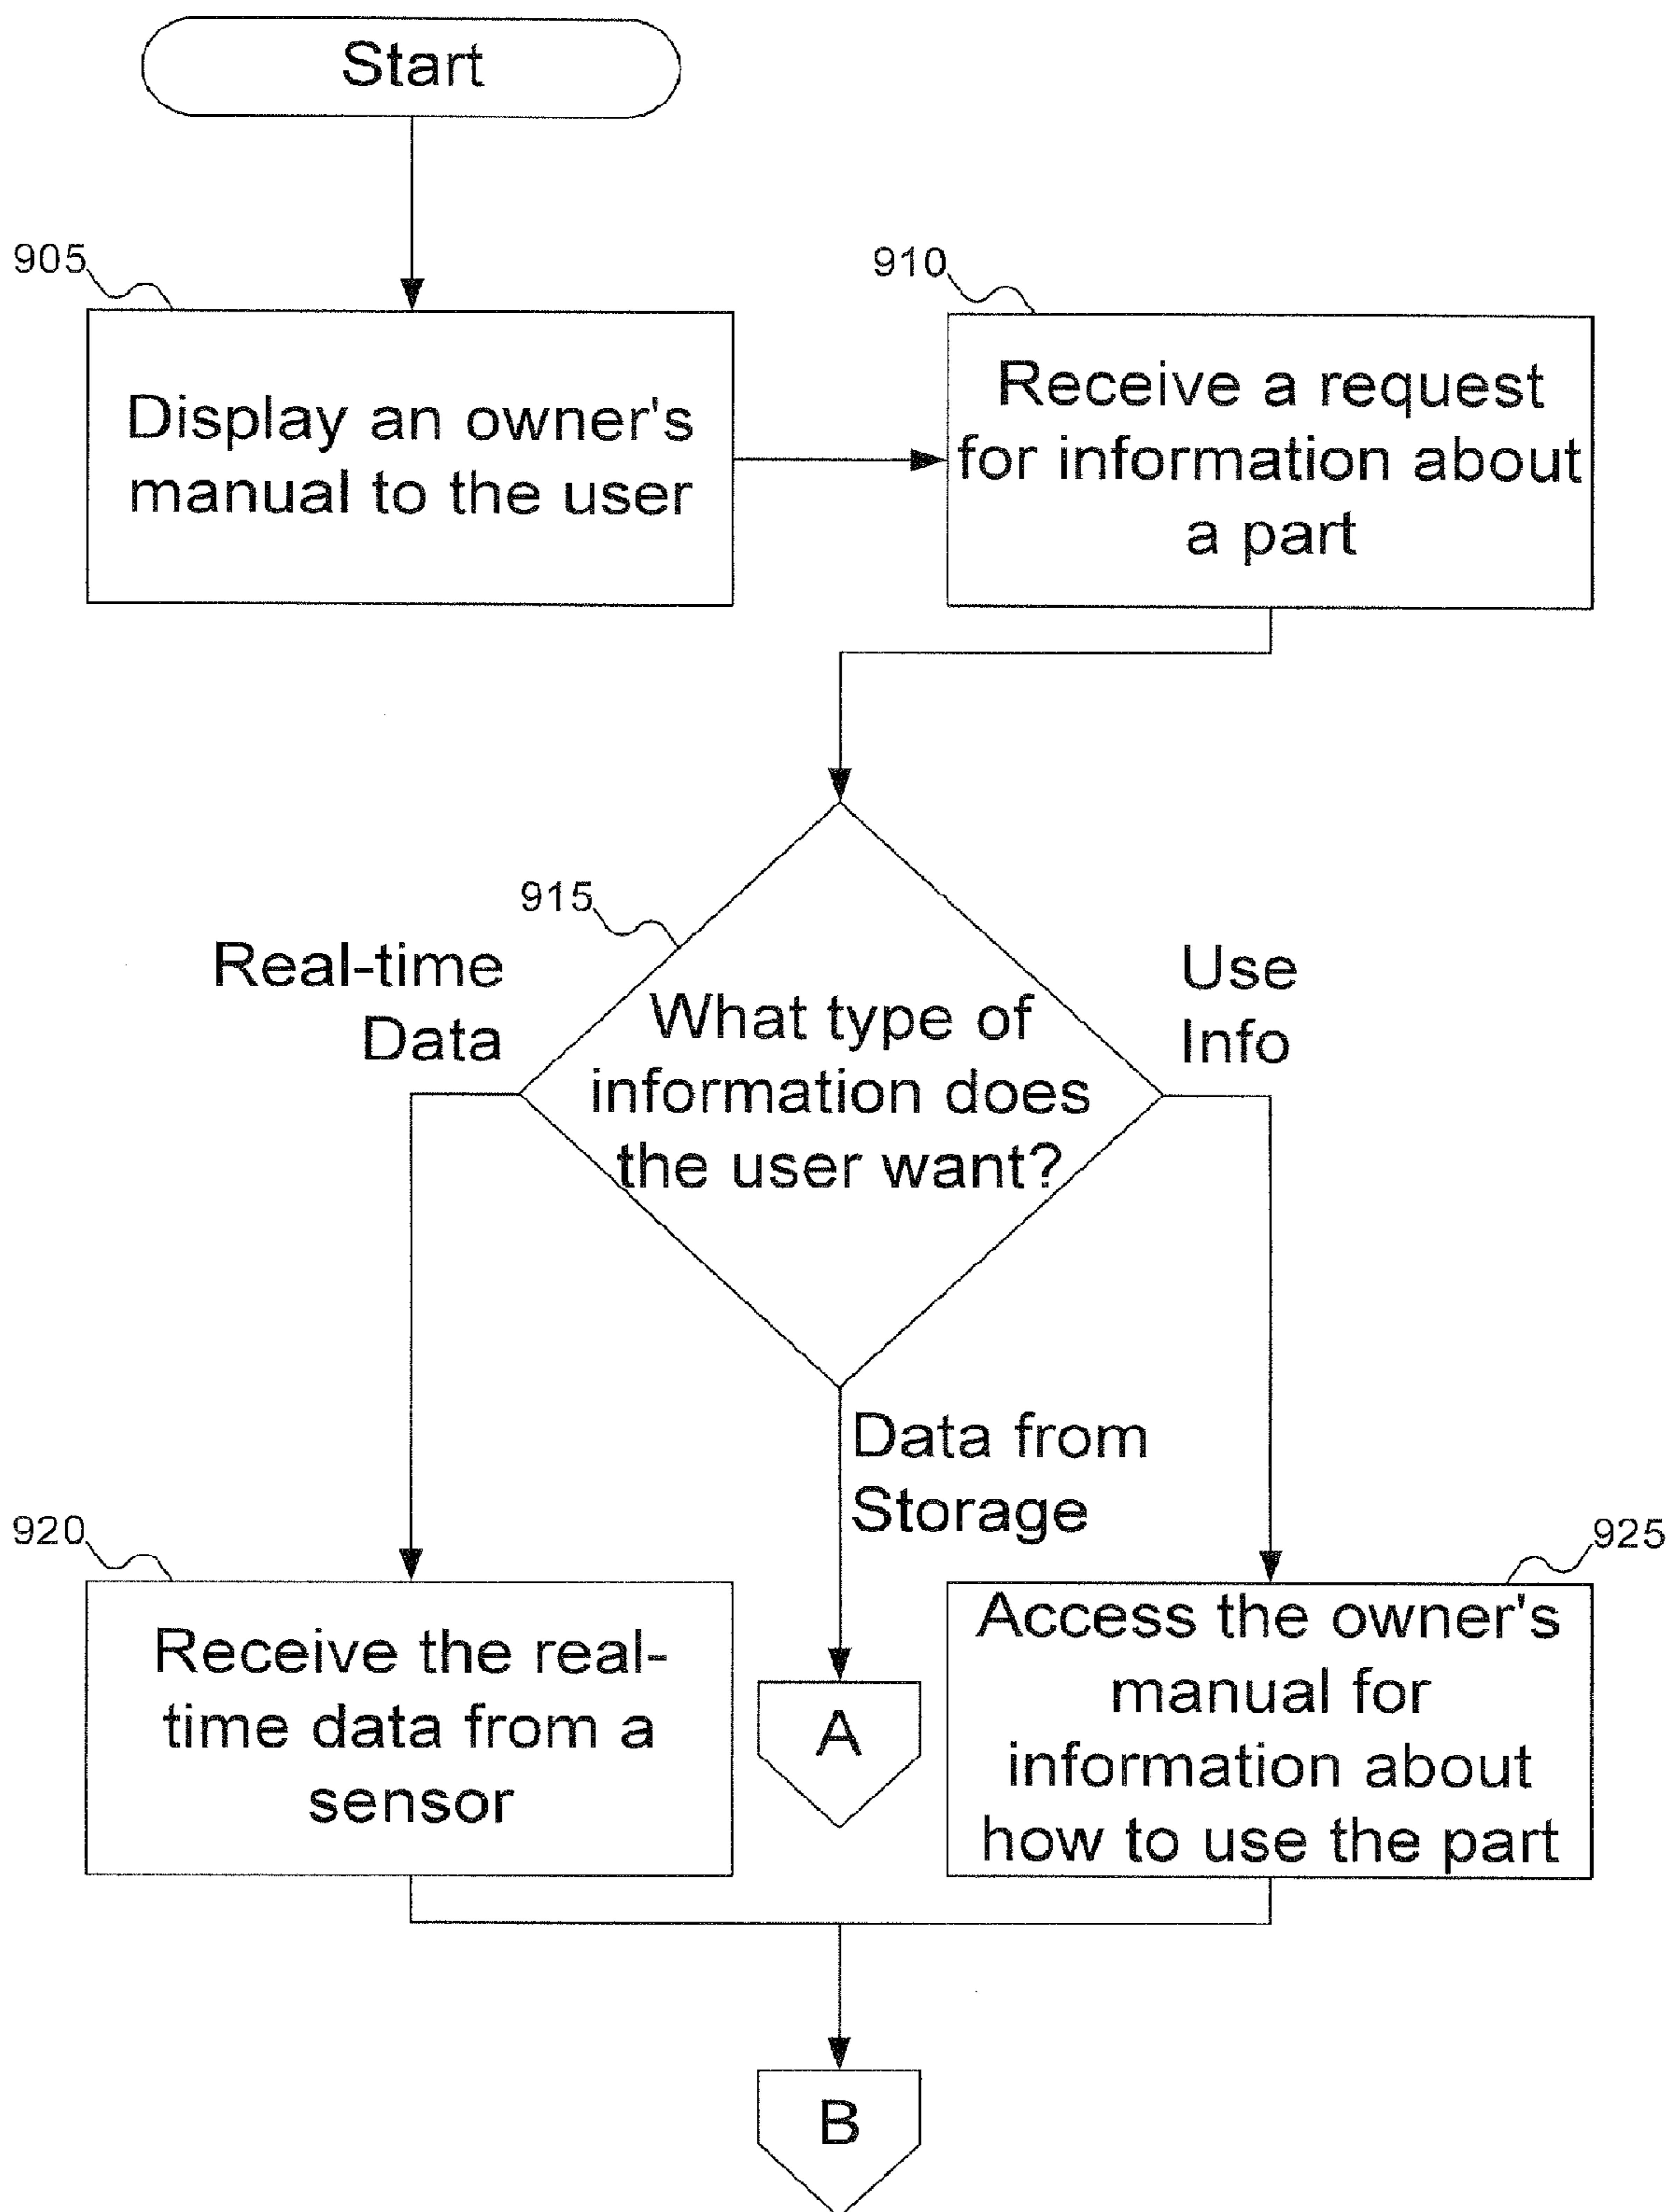 Start
905
Display an owner's
manual to the user
910
Receive a request
for information about
a part
915
Real-time
Data
What type of
information does
the user want?
Use
Info
Data from
Storage
920
Receive the real-
time data from a
sensor
A
925
Access the owner's
manual for
information about
how to use the part
B